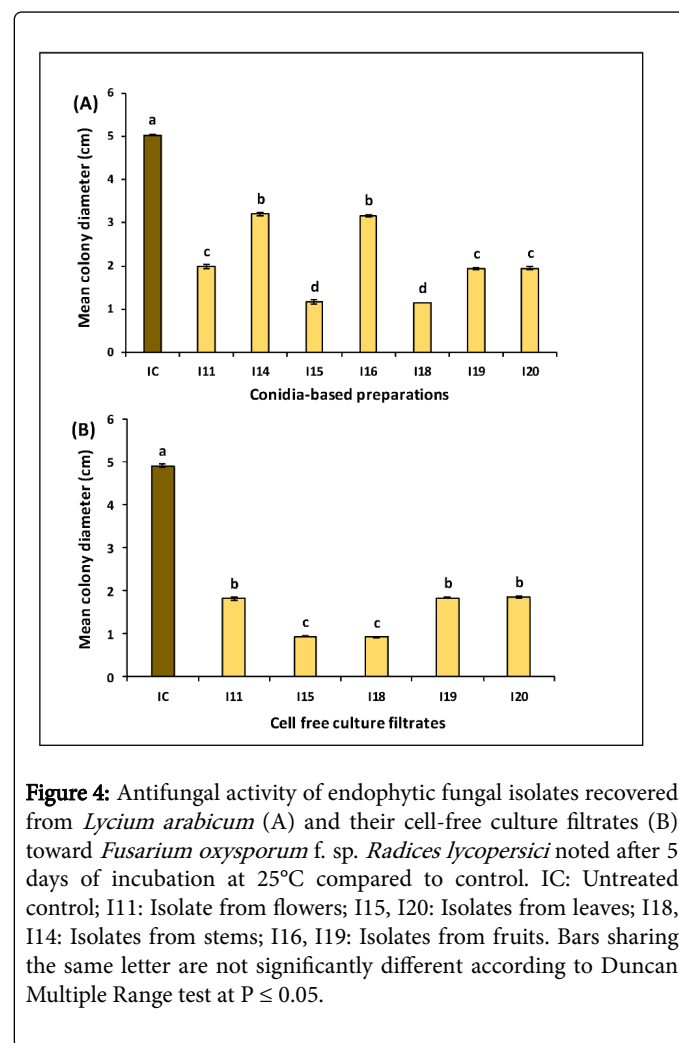 (A)
6
5
4
3
2
1
0
Mean colony diameter (cm)
a
c
b
d
b
d
c
c
IC I11 I14 I15 I16 I18 I19 I20
Conidia-based preparations
(B)
6
5
4
3
2
1
0
Mean colony diameter (cm)
a
b
c
c
b
b
IC I11 I15 I18 I19 I20
Cell free culture filtrates
Figure 4: Antifungal activity of endophytic fungal isolates recovered
from Lycium arabicum (A) and their cell-free culture filtrates (B)
toward Fusarium oxysporum f. sp. Radices lycopersici noted after 5
days of incubation at 25°C compared to control. IC: Untreated
control; I11: Isolate from flowers; I15, I20: Isolates from leaves; I18,
I14: Isolates from stems; I16, I19: Isolates from fruits. Bars sharing
the same letter are not significantly different according to Duncan
Multiple Range test at P ≤ 0.05.